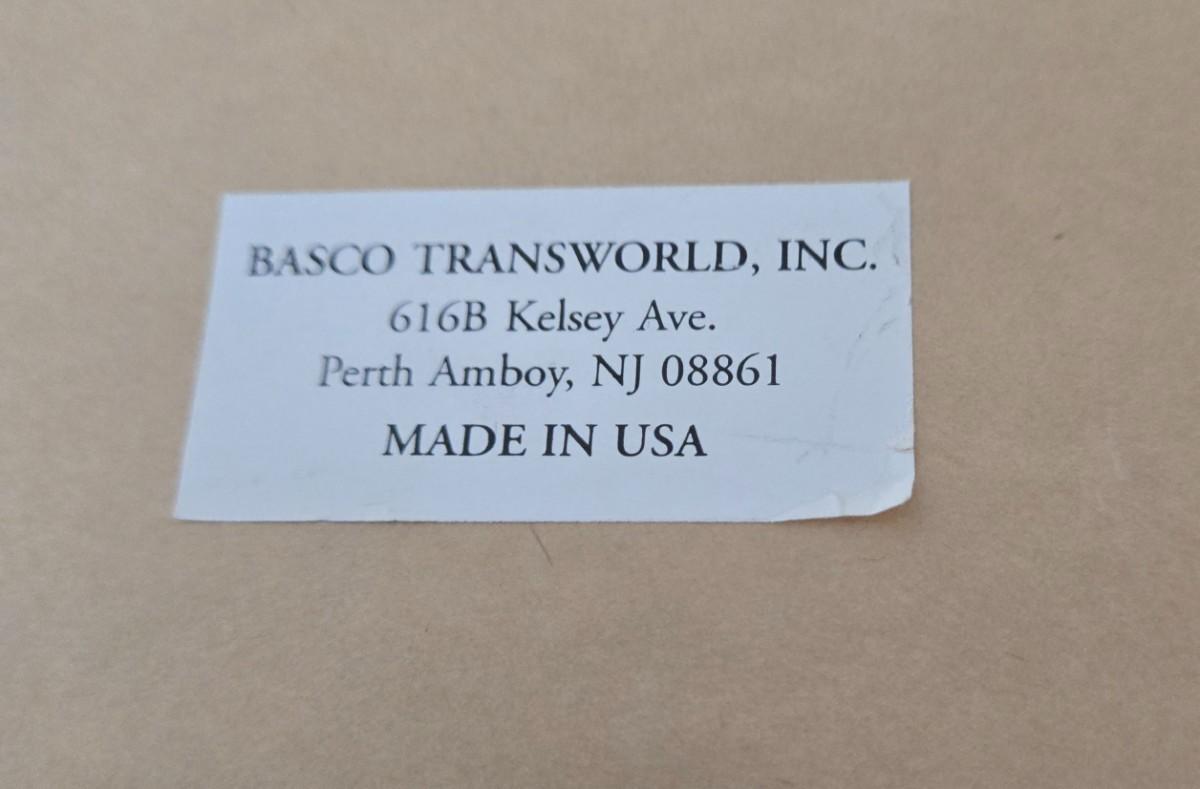 BASCO TRANSWORLD, INC.
616B Kelsey Ave.
Perth Amboy, NJ 08861
MADE IN USA